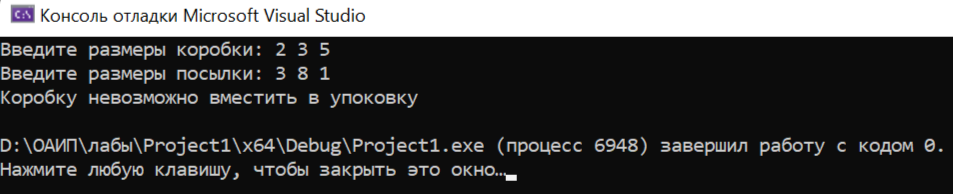 Консоль отладки Microsoft Visual Studio
Введите размеры коробки: 2 3 5
Введите размеры посылки: 3 8 1
Коробку невозможно вместить в упоковку
D:\ОАИП\лабы\Project1\x64\Debug\Project1.exe (процесс 6948) завершил работу с кодом 0.
Нажмите любую клавишу, чтобы закрыть это окно…